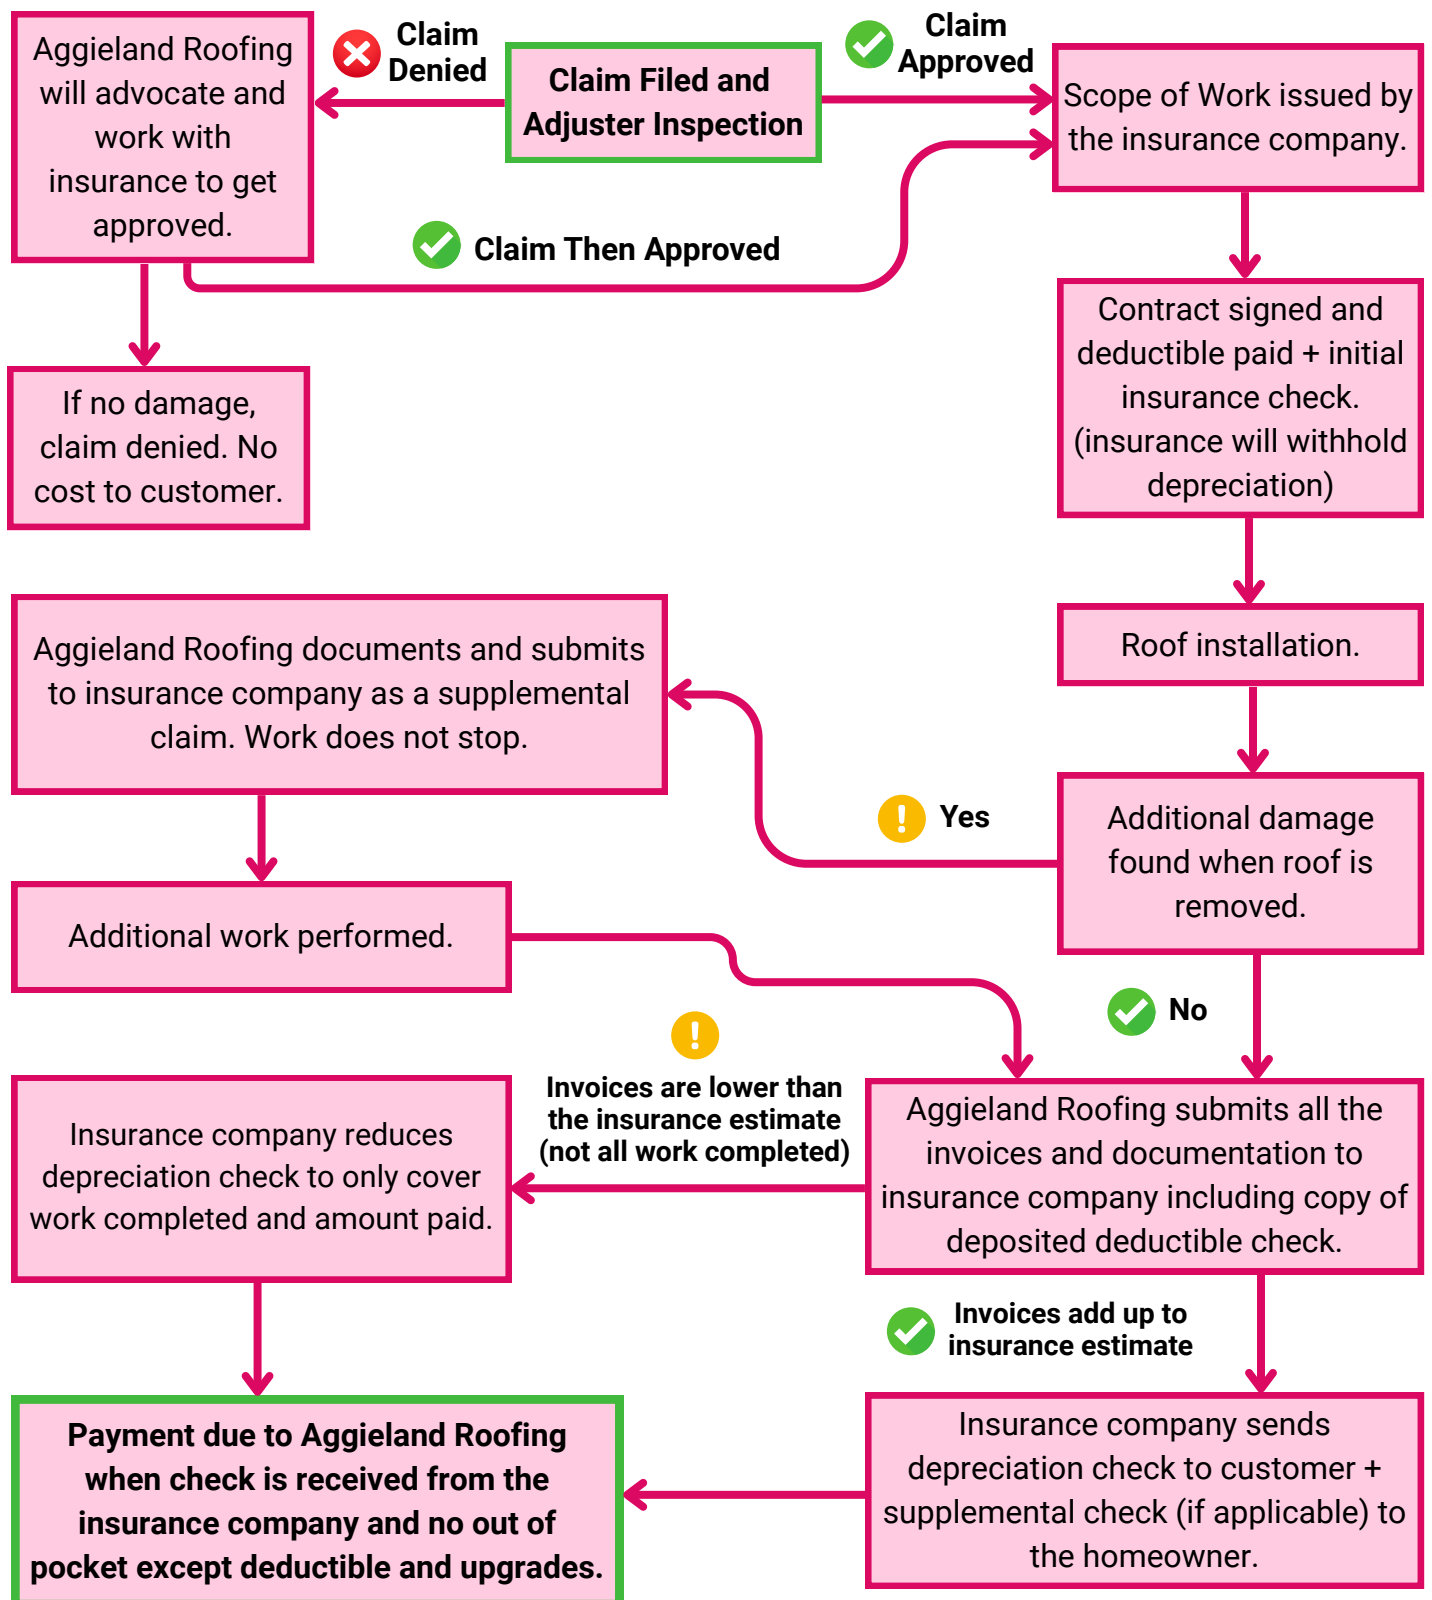 Aggieland Roofing
will advocate and
work with
insurance to get
approved.
Claim
Denied
Claim Filed and
Adjuster Inspection
Claim
Approved
Scope of Work issued by
the insurance company.
Claim Then Approved
If no damage,
claim denied. No
cost to customer.
Contract signed and
deductible paid + initial
insurance check.
(insurance will withhold
depreciation)
Roof installation.
Aggieland Roofing documents and submits
to insurance company as a supplemental
claim. Work does not stop.
Yes
Additional damage
found when roof is
removed.
Additional work performed.
No
Invoices are lower than
the insurance estimate
(not all work completed)
Insurance company reduces
depreciation check to only cover
work completed and amount paid.
Aggieland Roofing submits all the
invoices and documentation to
insurance company including copy of
deposited deductible check.
Invoices add up to
insurance estimate
Payment due to Aggieland Roofing
when check is received from the
insurance company and no out of
pocket except deductible and upgrades.
Insurance company sends
depreciation check to customer +
supplemental check (if applicable) to
the homeowner.